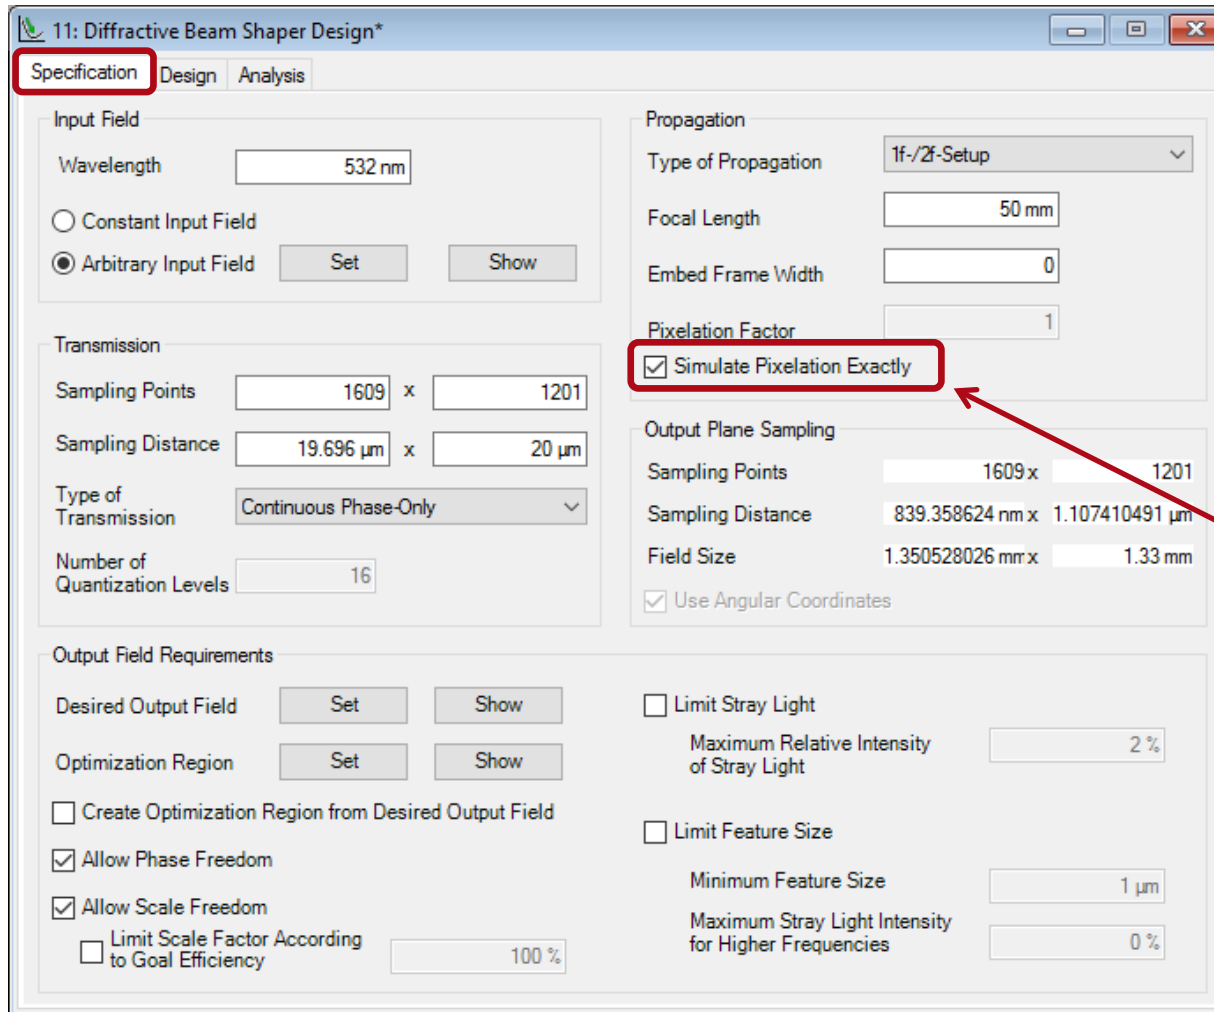 11: Diffractive Beam Shaper Design*
Specification Design Analysis
Input Field
Wavelength 532 nm
Constant Input Field
Arbitrary Input Field Set Show
Transmission
Sampling Points 1609 x 1201
Sampling Distance 19.696 µm x 20 µm
Type of
Transmission Continuous Phase-Only
Number of
Quantization Levels 16
Propagation
Type of Propagation 1f-/2f-Setup
Focal Length 50 mm
Embed Frame Width 0
Pixelation Factor 1
Simulate Pixelation Exactly
Output Plane Sampling
Sampling Points 1609 x 1201
Sampling Distance 839.358624 nm x 1.107410491 µm
Field Size 1.350528026 mm x 1.33 mm
Use Angular Coordinates
Output Field Requirements
Desired Output Field Set Show
Optimization Region Set Show
Create Optimization Region from Desired Output Field
Allow Phase Freedom
Allow Scale Freedom
Limit Scale Factor According
to Goal Efficiency 100 %
Limit Stray Light
Maximum Relative Intensity
of Stray Light 2 %
Limit Feature Size
Minimum Feature Size 1 µm
Maximum Stray Light Intensity
for Higher Frequencies 0 %